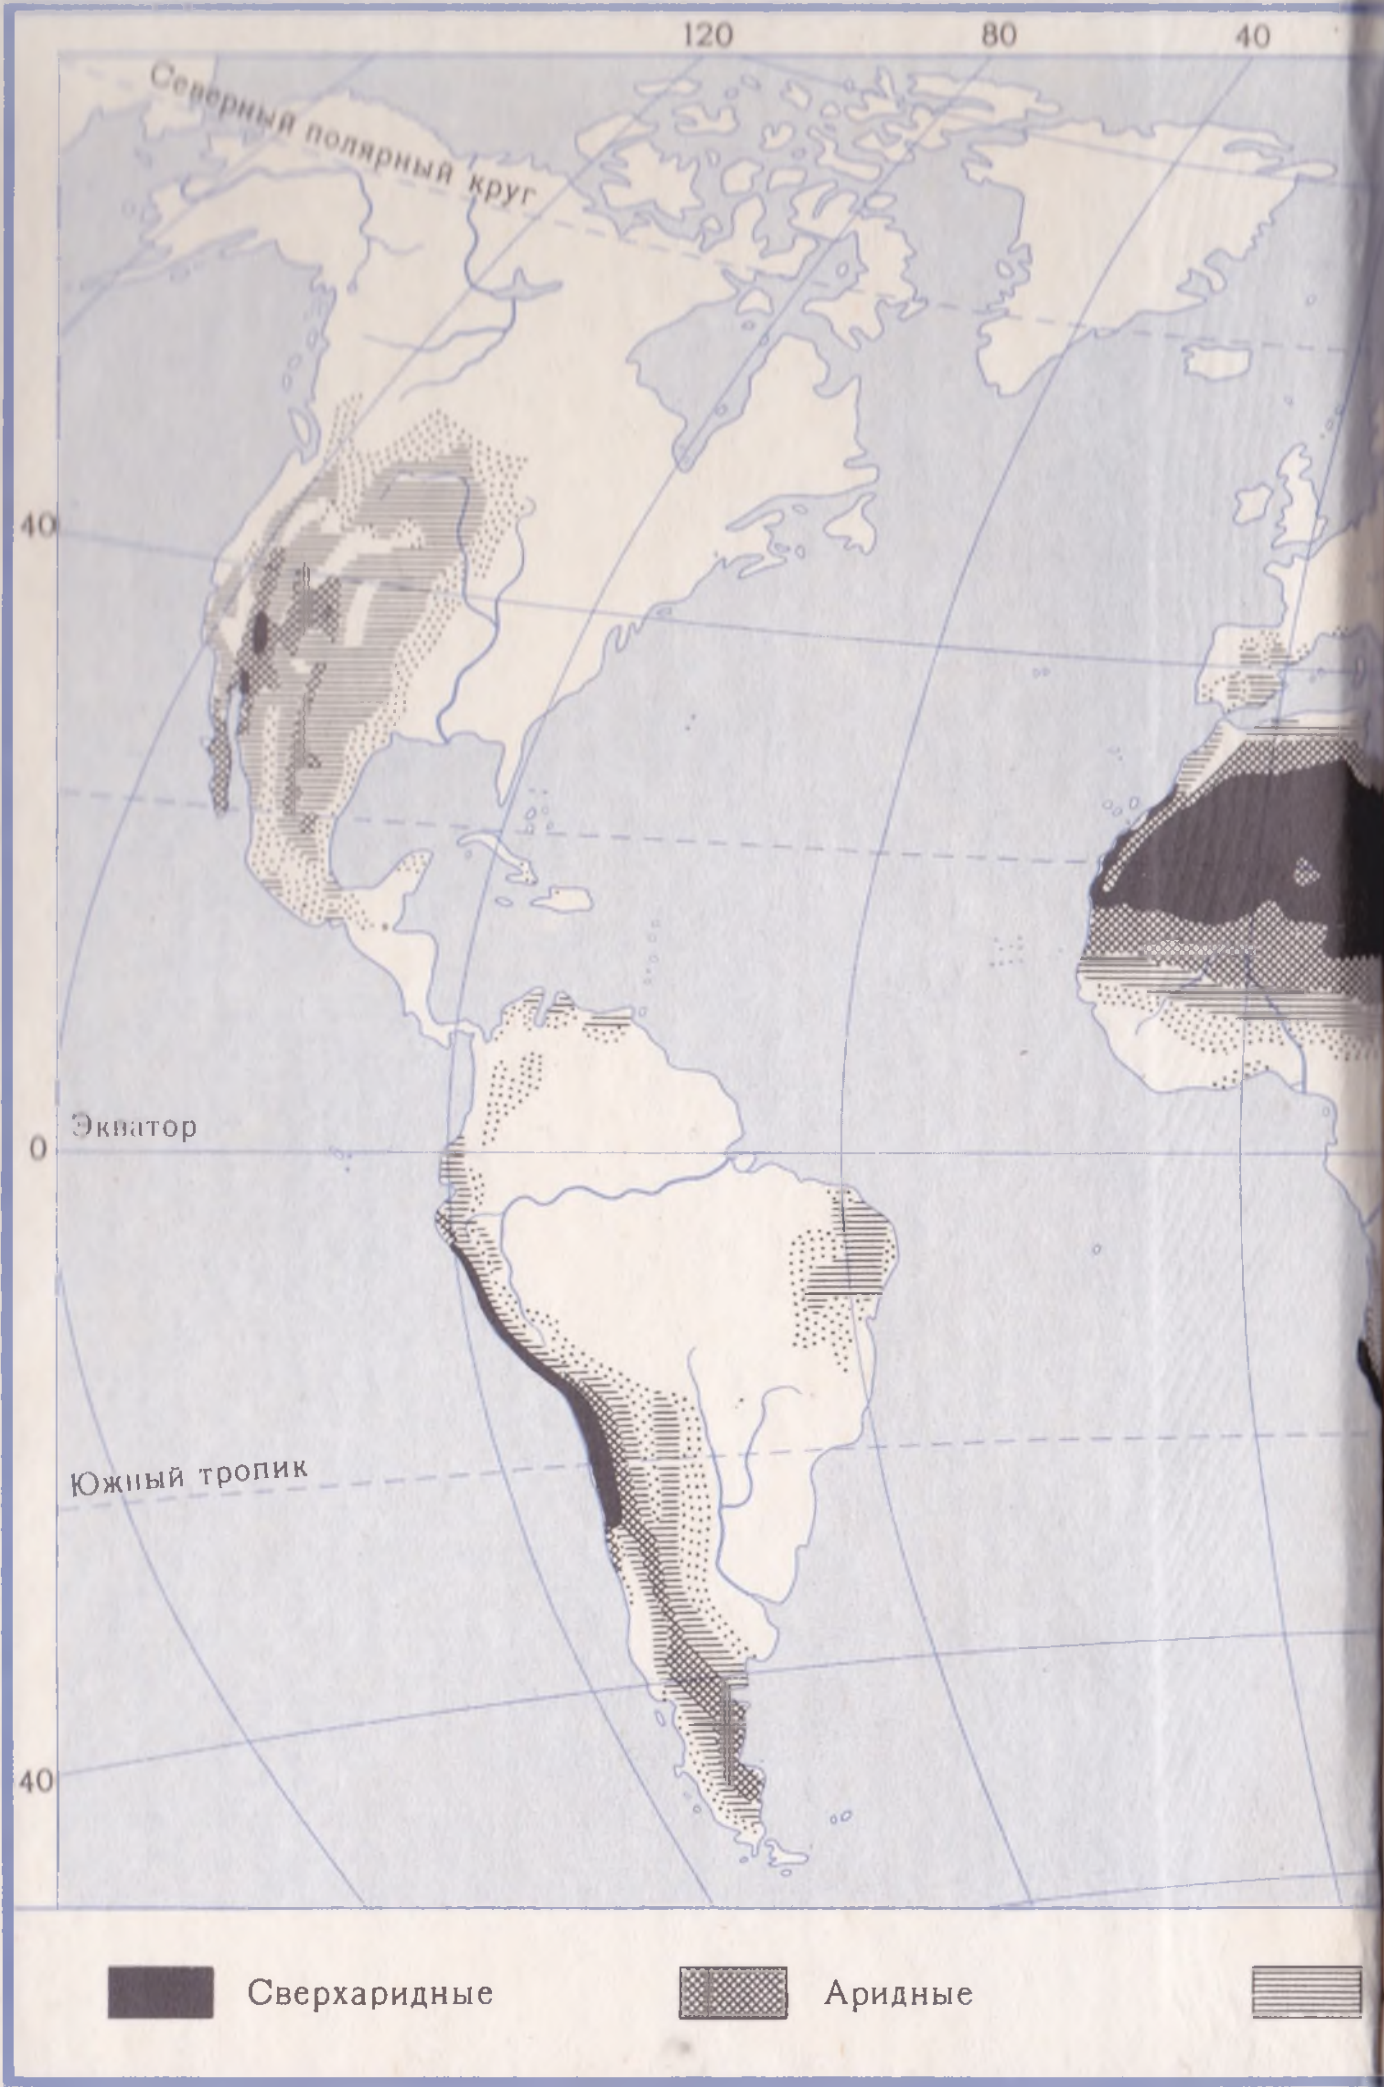 120 80 40
Северный полярный круг
40
Экватор
0
Южный тропик
40
Сверхаридные Аридные